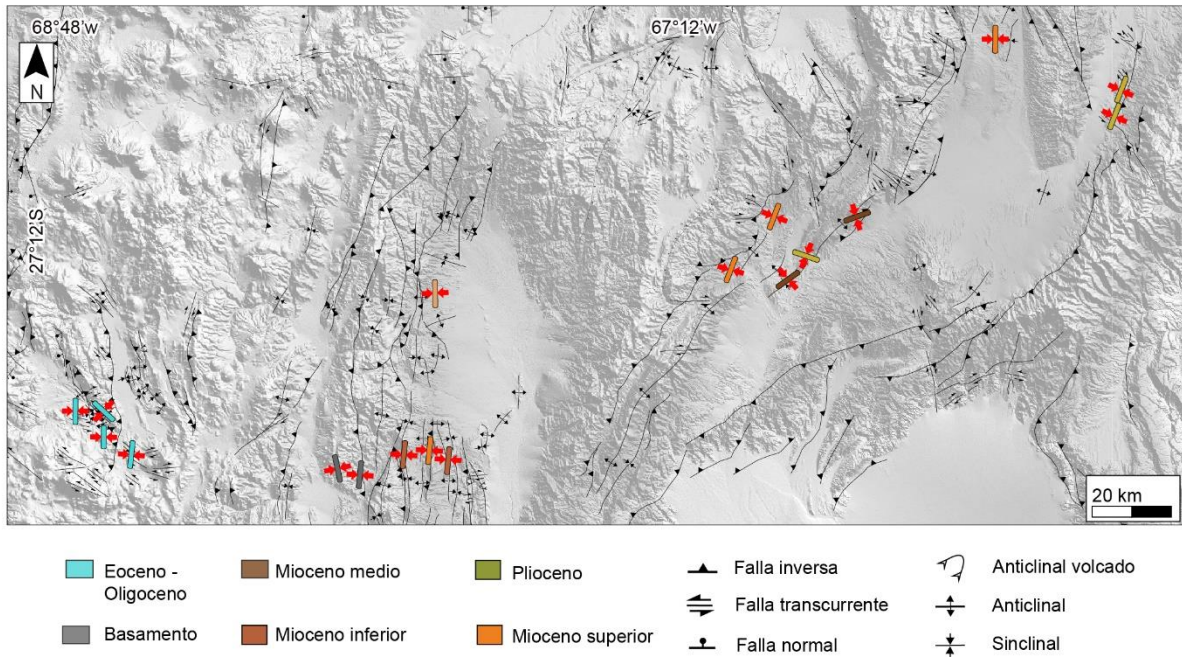 68°48'w
67°12'w
N
27°12'S
20 km
Eoceno -
Oligoceno
Mioceno medio
Plioceno
Falla inversa
Anticlinal volcado
Falla transcurrente
Anticlinal
Basamento
Mioceno inferior
Mioceno superior
Falla normal
Sinclinal